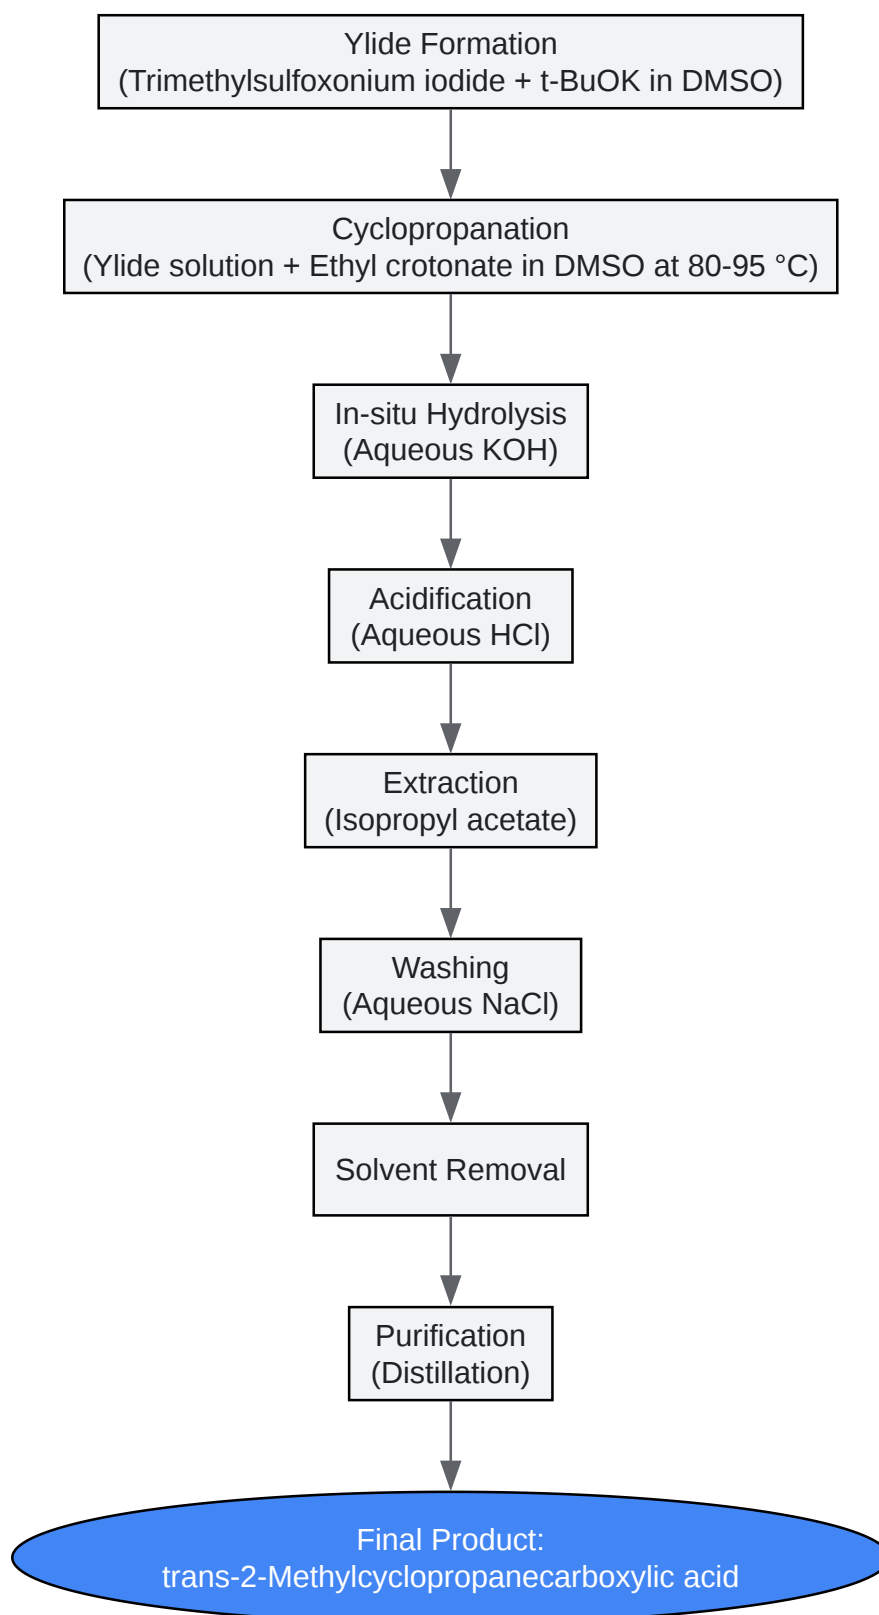 Ylide Formation
(Trimethylsulfoxonium iodide + t-BuOK in DMSO)
Cyclopropanation
(Ylide solution + Ethyl crotonate in DMSO at 80-95 °C)
In-situ Hydrolysis
(Aqueous KOH)
Acidification
(Aqueous HCl)
Extraction
(Isopropyl acetate)
Washing
(Aqueous NaCl)
Solvent Removal
Purification
(Distillation)
Final Product:
trans-2-Methylcyclopropanecarboxylic acid